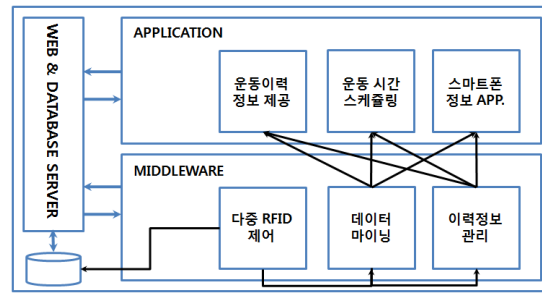 WEB & DATABASE SERVER
APPLICATION
운동이력
정보 제공
운동 시간
스케쥴링
스마트폰
정보 APP.
MIDDLEWARE
다중 RFID
제어
데이터
마이닝
이력정보
관리